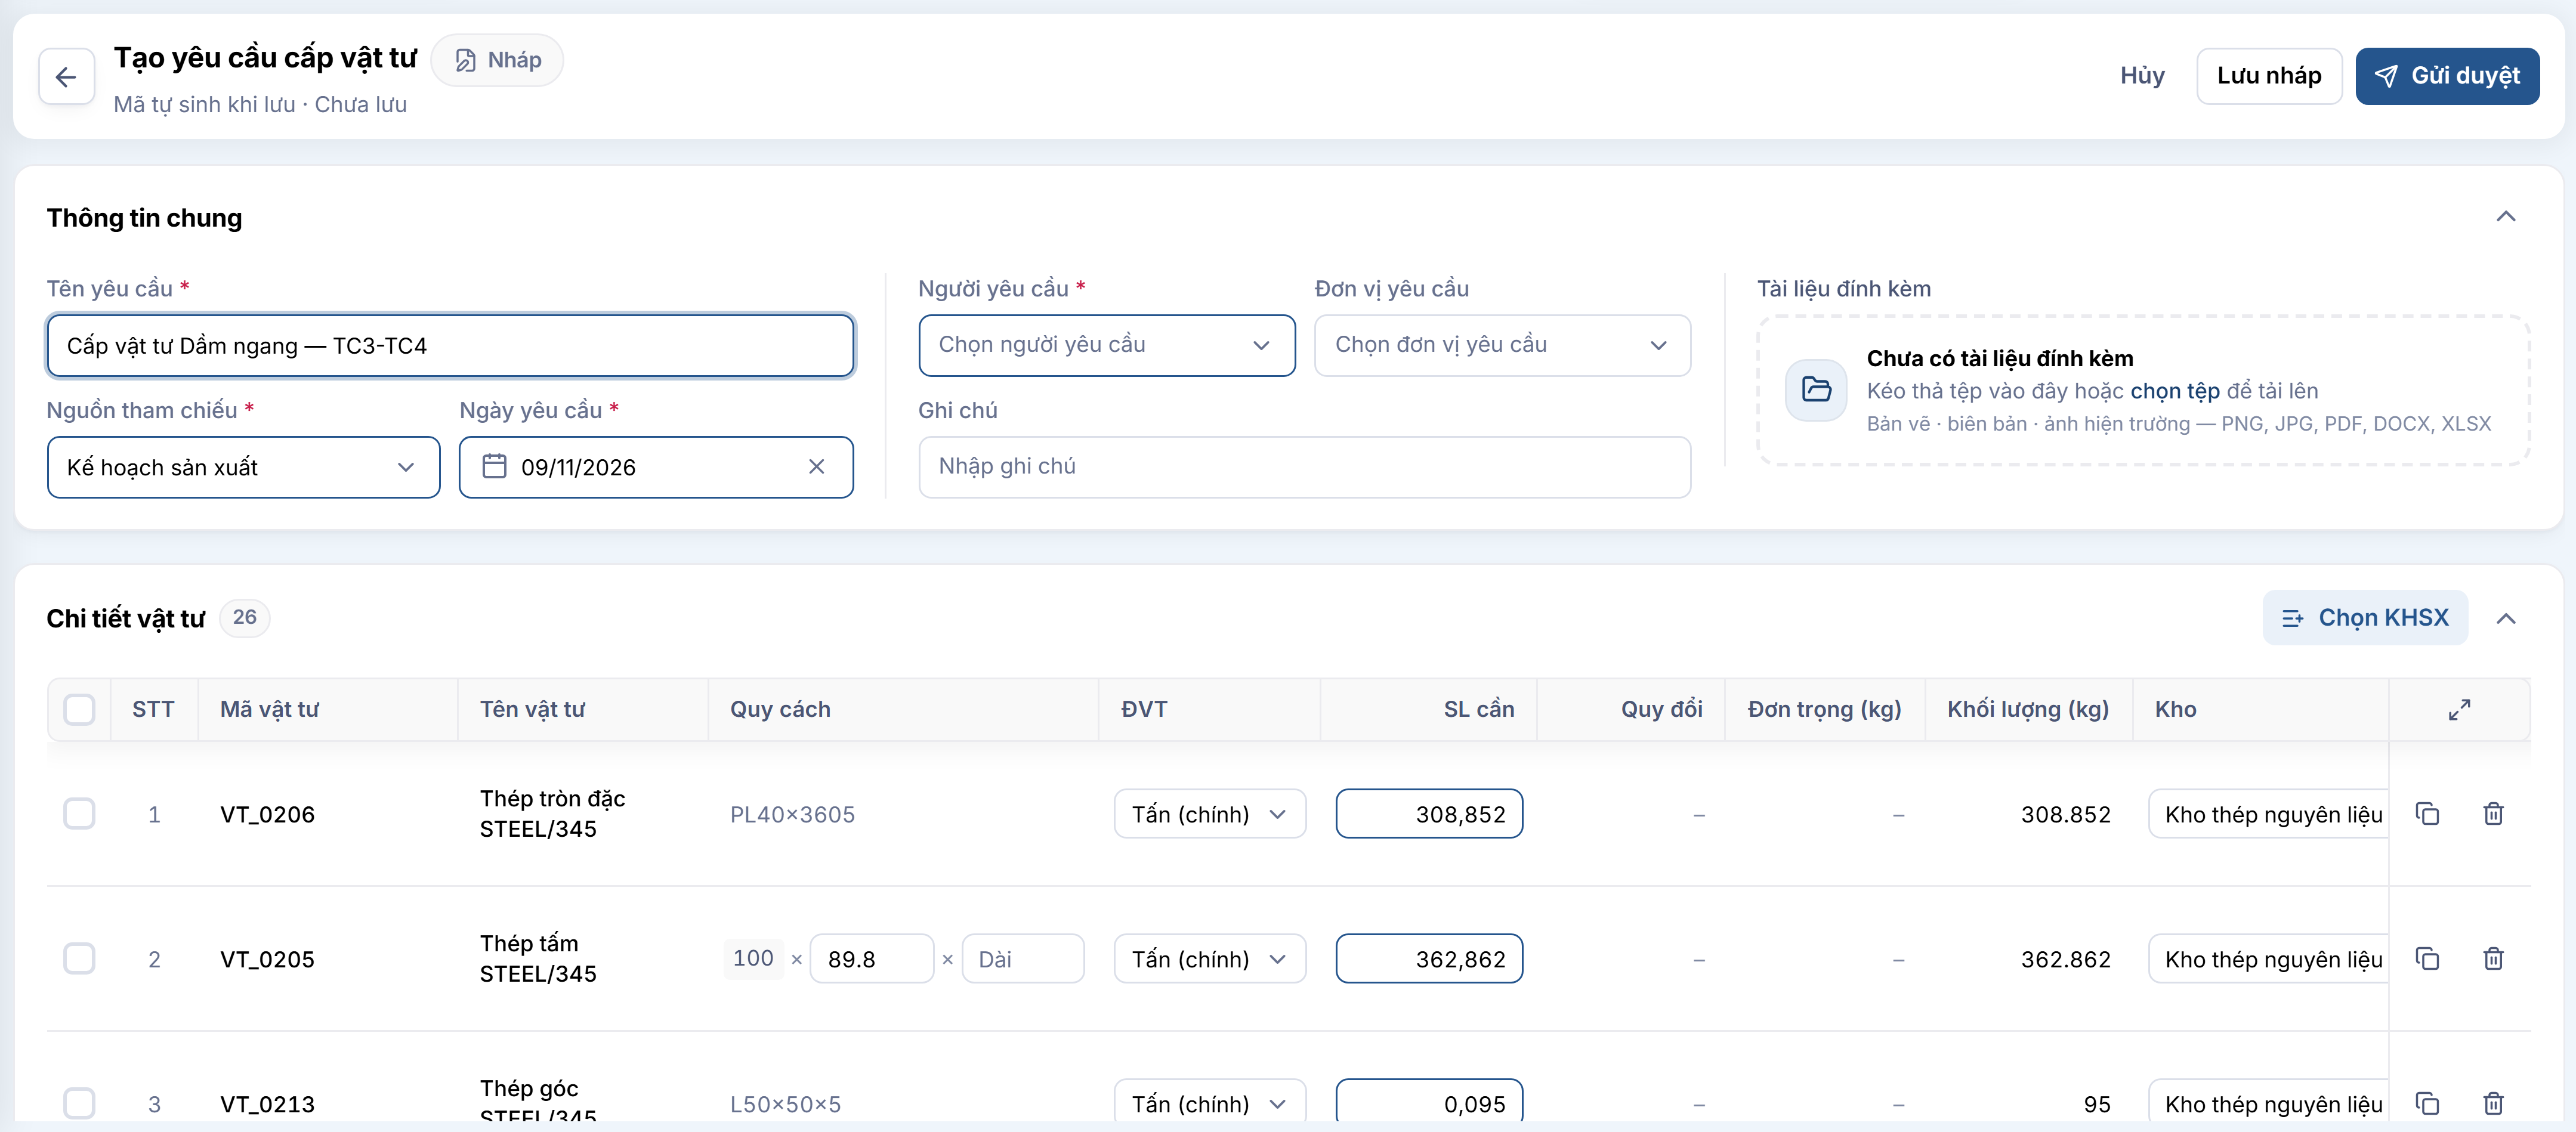 Tạo yêu cầu cấp vật tư
Nháp
Mã tự sinh khi lưu · Chưa lưu
Hủy
Lưu nháp
Gửi duyệt
Thông tin chung
Tên yêu cầu *
Cấp vật tư Dầm ngang — TC3-TC4
Nguồn tham chiếu *
Kế hoạch sản xuất
Ngày yêu cầu *
09/11/2026
Người yêu cầu *
Chọn người yêu cầu
Đơn vị yêu cầu
Chọn đơn vị yêu cầu
Ghi chú
Nhập ghi chú
Tài liệu đính kèm
Chưa có tài liệu đính kèm
Kéo thả tệp vào đây hoặc chọn tệp để tải lên
Bản vẽ · biên bản · ảnh hiện trường — PNG, JPG, PDF, DOCX, XLSX
Chi tiết vật tư 26
Chọn KHSX
STT Mã vật tư Tên vật tư Quy cách ĐVT SL cần Quy đổi Đơn trọng (kg) Khối lượng (kg) Kho
1 VT_0206 Thép tròn đặc STEEL/345 PL40×3605 Tấn (chính) 308,852 – – 308.852 Kho thép nguyên liệu
2 VT_0205 Thép tấm STEEL/345 100 × 89.8 × Dài Tấn (chính) 362,862 – – 362.862 Kho thép nguyên liệu
3 VT_0213 Thép góc STEEL/345 L50×50×5 Tấn (chính) 0,095 – – 95 Kho thép nguyên liệu